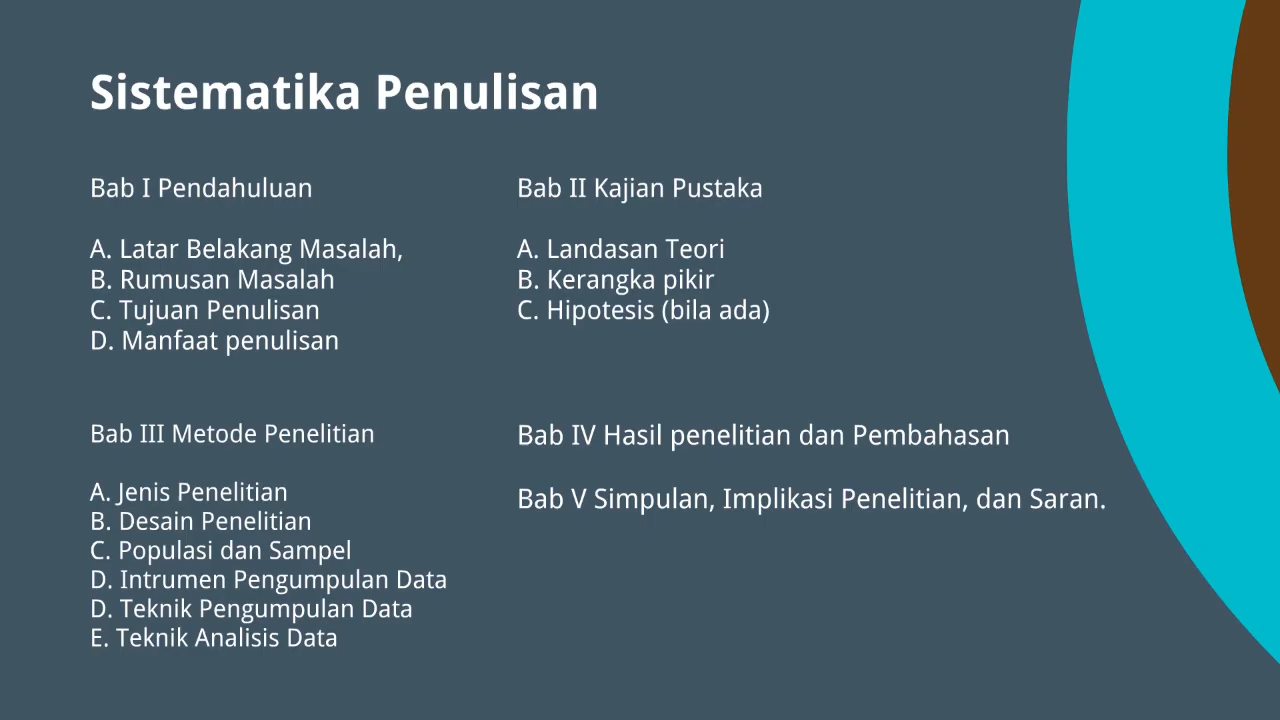 Sistematika Penulisan
Bab I Pendahuluan
A. Latar Belakang Masalah,
B. Rumusan Masalah
C. Tujuan Penulisan
D. Manfaat penulisan
Bab II Kajian Pustaka
A. Landasan Teori
B. Kerangka pikir
C. Hipotesis (bila ada)
Bab III Metode Penelitian
A. Jenis Penelitian
B. Desain Penelitian
C. Populasi dan Sampel
D. Intrumen Pengumpulan Data
D. Teknik Pengumpulan Data
E. Teknik Analisis Data
Bab IV Hasil penelitian dan Pembahasan
Bab V Simpulan, Implikasi Penelitian, dan Saran.